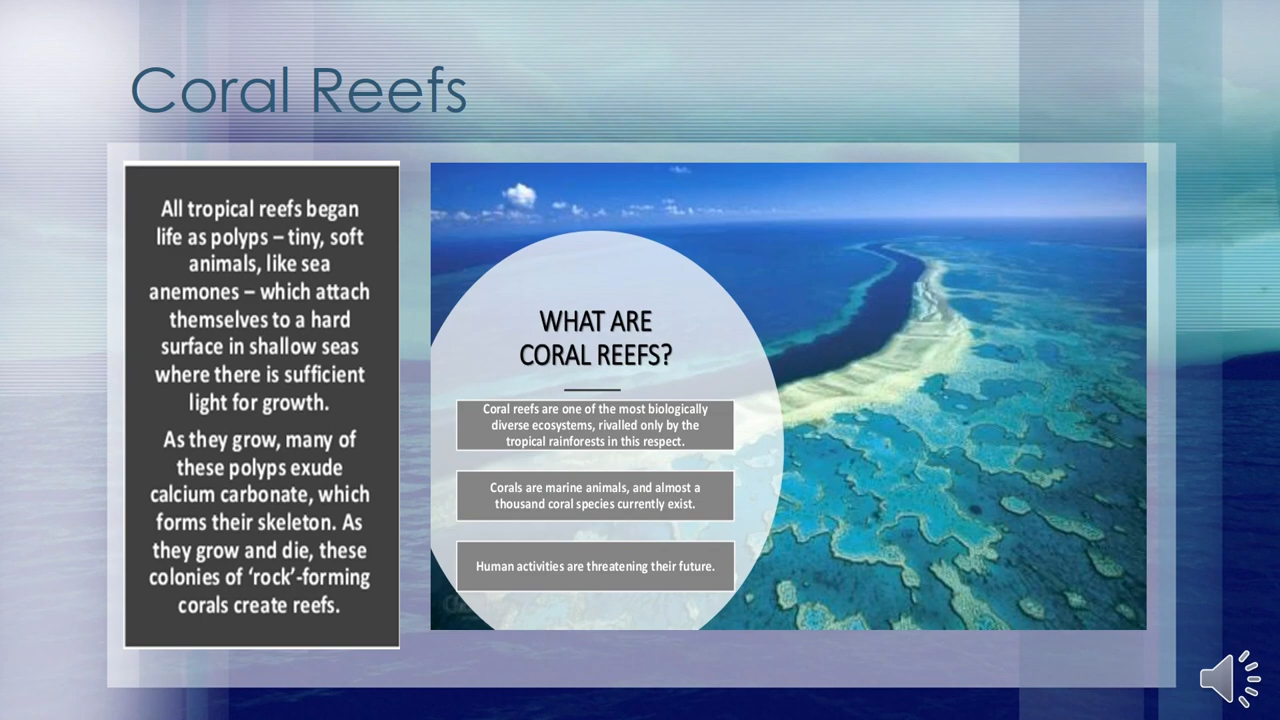 Coral Reefs
All tropical reefs began
life as polyps – tiny, soft
animals, like sea
anemones – which attach
themselves to a hard
surface in shallow seas
where there is sufficient
light for growth.
As they grow, many of
these polyps exude
calcium carbonate, which
forms their skeleton. As
they grow and die, these
colonies of ‘rock’-forming
corals create reefs.
WHAT ARE
CORAL REEFS?
Coral reefs are one of the most biologically
diverse ecosystems, rivalled only by the
tropical rainforests in this respect.
Corals are marine animals, and almost a
thousand coral species currently exist.
Human activities are threatening their future.